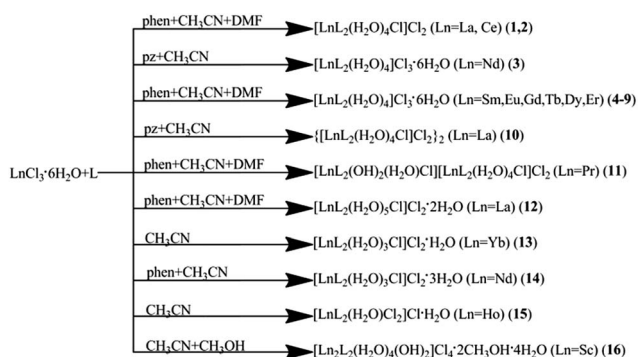 phen+CH₃CN+DMF
[LnL₂(H₂O)₄Cl]Cl₂ (Ln=La, Ce) (1,2)
pz+CH₃CN
[LnL₂(H₂O)₄]Cl₃·6H₂O (Ln=Nd) (3)
phen+CH₃CN+DMF
[LnL₂(H₂O)₄]Cl₃·6H₂O (Ln=Sm,Eu,Gd,Tb,Dy,Er) (4-9)
pz+CH₃CN
{[LnL₂(H₂O)₄Cl]Cl₂}₂ (Ln=La) (10)
LnCl₃·6H₂O+L
phen+CH₃CN+DMF
[LnL₂(OH)₂(H₂O)Cl][LnL₂(H₂O)₄Cl]Cl₂ (Ln=Pr) (11)
phen+CH₃CN+DMF
[LnL₂(H₂O)₅Cl]Cl₂·2H₂O (Ln=La) (12)
CH₃CN
[LnL₂(H₂O)₃Cl]Cl₂·H₂O (Ln=Yb) (13)
phen+CH₃CN
[LnL₂(H₂O)₃Cl]Cl₂·3H₂O (Ln=Nd) (14)
CH₃CN
[LnL₂(H₂O)Cl₂]Cl·H₂O (Ln=Ho) (15)
CH₃CN+CH₃OH
[Ln₂L₂(H₂O)₄(OH)₂]Cl₄·2CH₃OH·4H₂O (Ln=Sc) (16)